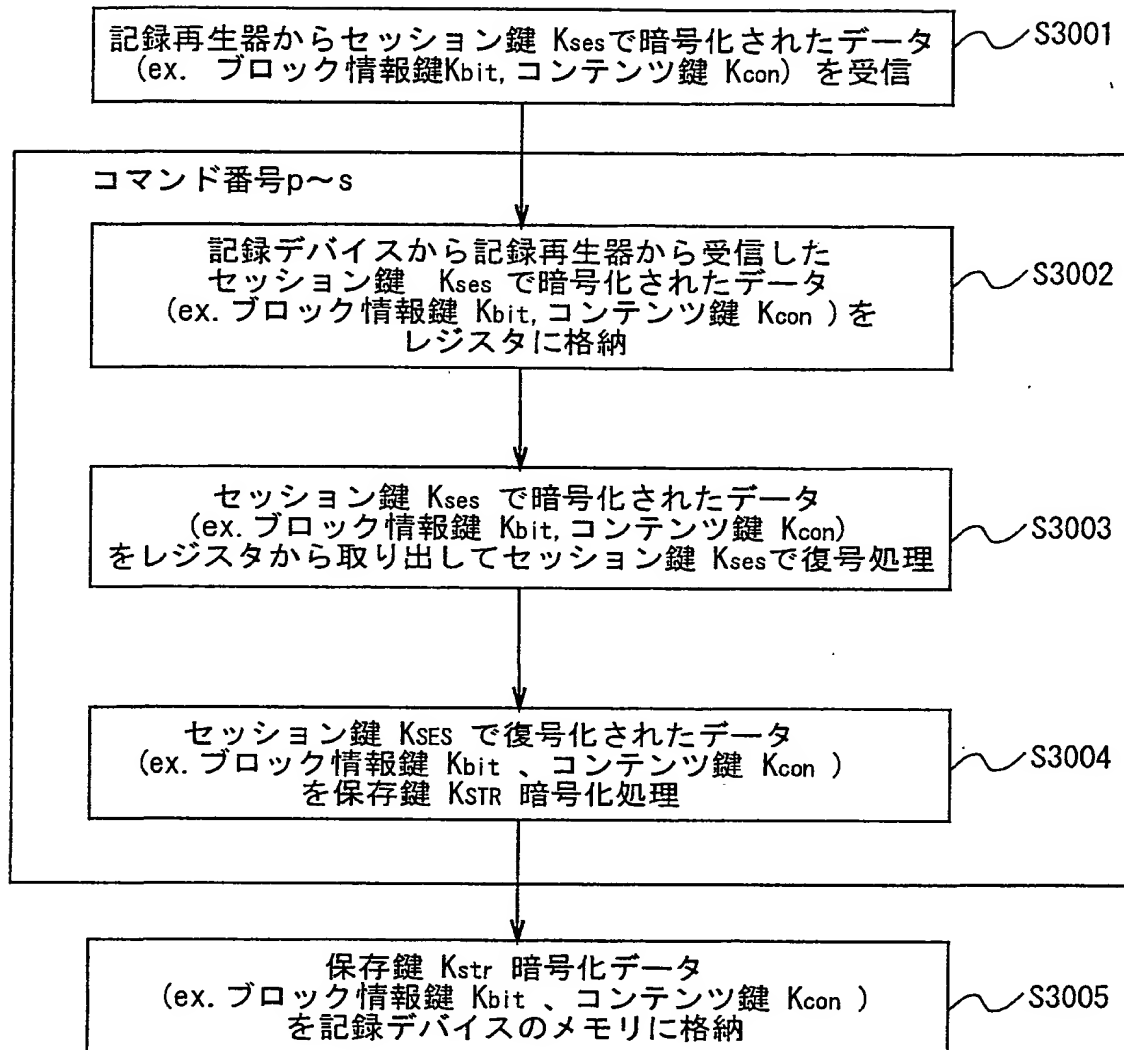 記録再生器からセッション鍵 Ksesで暗号化されたデータ
(ex. ブロック情報鍵Kbit,コンテンツ鍵 Kcon) を受信
S3001
コマンド番号p～s
記録デバイスから記録再生器から受信した
セッション鍵 Kses で暗号化されたデータ
(ex.ブロック情報鍵 Kbit,コンテンツ鍵 Kcon )を
レジスタに格納
S3002
セッション鍵 Kses で暗号化されたデータ
(ex.ブロック情報鍵 Kbit,コンテンツ鍵 Kcon)
をレジスタから取り出してセッション鍵 Ksesで復号処理
S3003
セッション鍵 KSES で復号化されたデータ
(ex.ブロック情報鍵 Kbit 、コンテンツ鍵 Kcon )
を保存鍵 KSTR 暗号化処理
S3004
保存鍵 Kstr 暗号化データ
(ex.ブロック情報鍵 Kbit 、コンテンツ鍵 Kcon )
を記録デバイスのメモリに格納
S3005